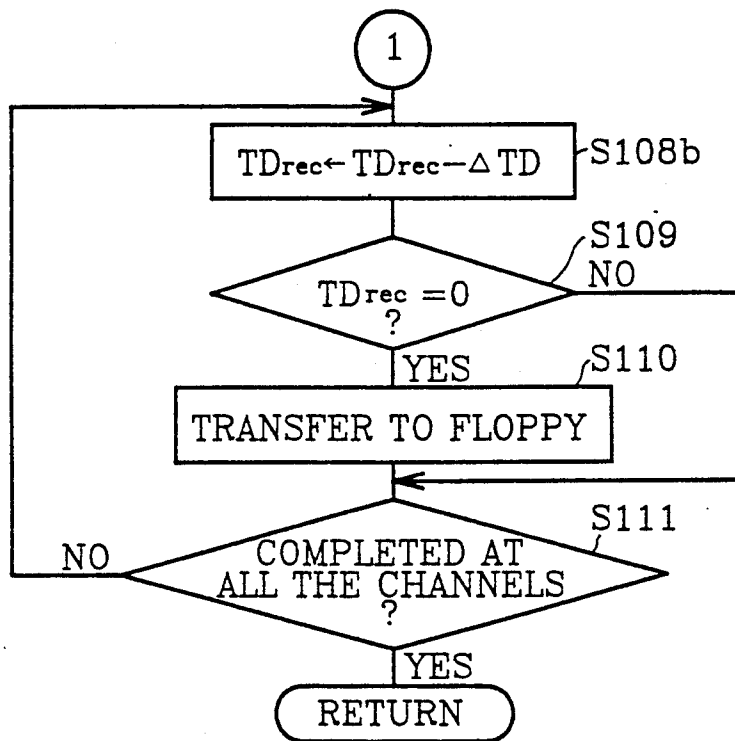 1
TDrec←TDrec−△TD
S108b
S109
TDrec=0
?
NO
YES
S110
TRANSFER TO FLOPPY
S111
COMPLETED AT
ALL THE CHANNELS
?
NO
YES
RETURN